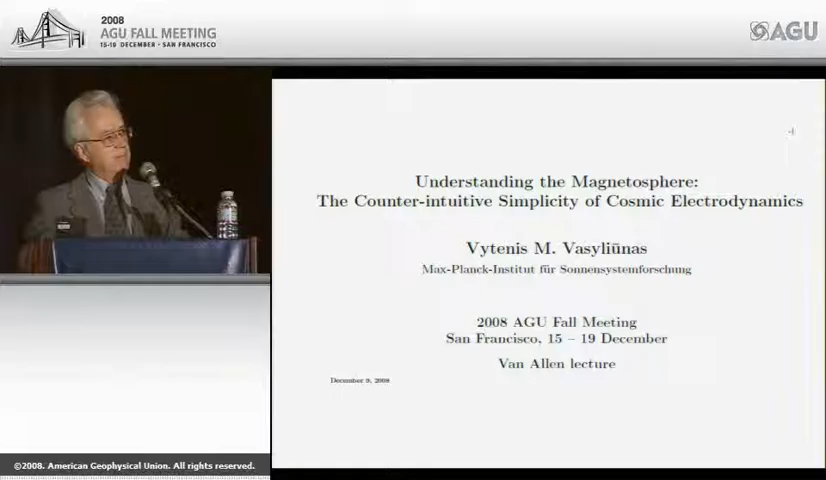 2008
AGU FALL MEETING
15-19 DECEMBER • SAN FRANCISCO
AGU
Understanding the Magnetosphere:
The Counter-intuitive Simplicity of Cosmic Electrodynamics
Vytenis M. Vasyliūnas
Max-Planck-Institut für Sonnensystemforschung
2008 AGU Fall Meeting
San Francisco, 15 – 19 December
Van Allen lecture
December 9, 2008
©2008. American Geophysical Union. All rights reserved.